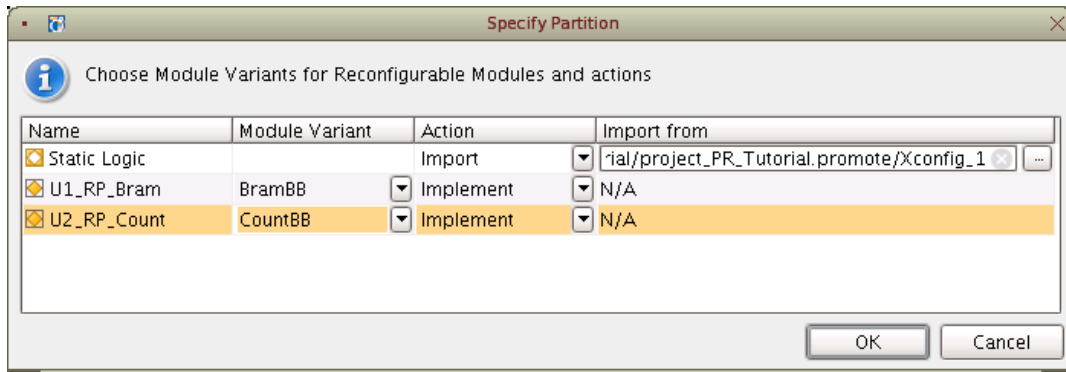 Specify Partition
Choose Module Variants for Reconfigurable Modules and actions
Name Module Variant Action Import from
Static Logic Import rial/project_PR_Tutorial.promote/Xconfig_1 ...
U1_RP_Bram BramBB Implement N/A
U2_RP_Count CountBB Implement N/A
OK Cancel